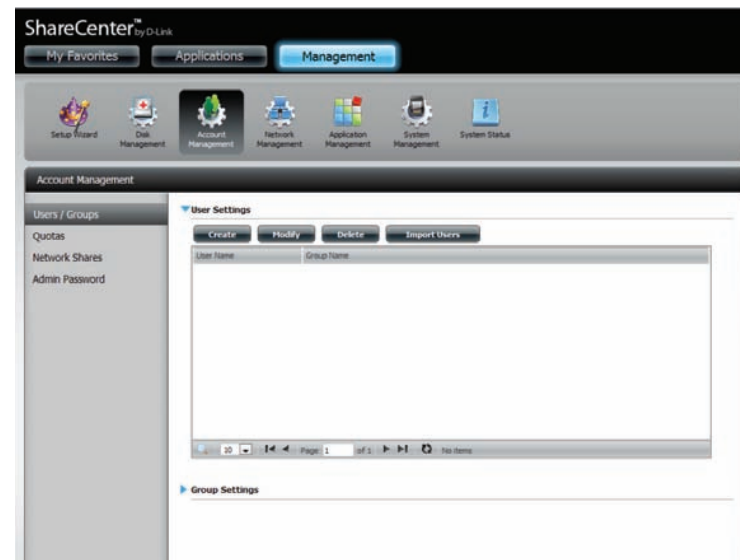 ShareCenter™ by D-Link
My Favorites Applications Management
Setup Wizard Disk Management Account Management Network Management Application Management System Management System Status
Account Management
Users / Groups
Quotas
Network Shares
Admin Password
User Settings
Create Modify Delete Import Users
User Name Group Name
10 Page 1 of 1 No items
Group Settings